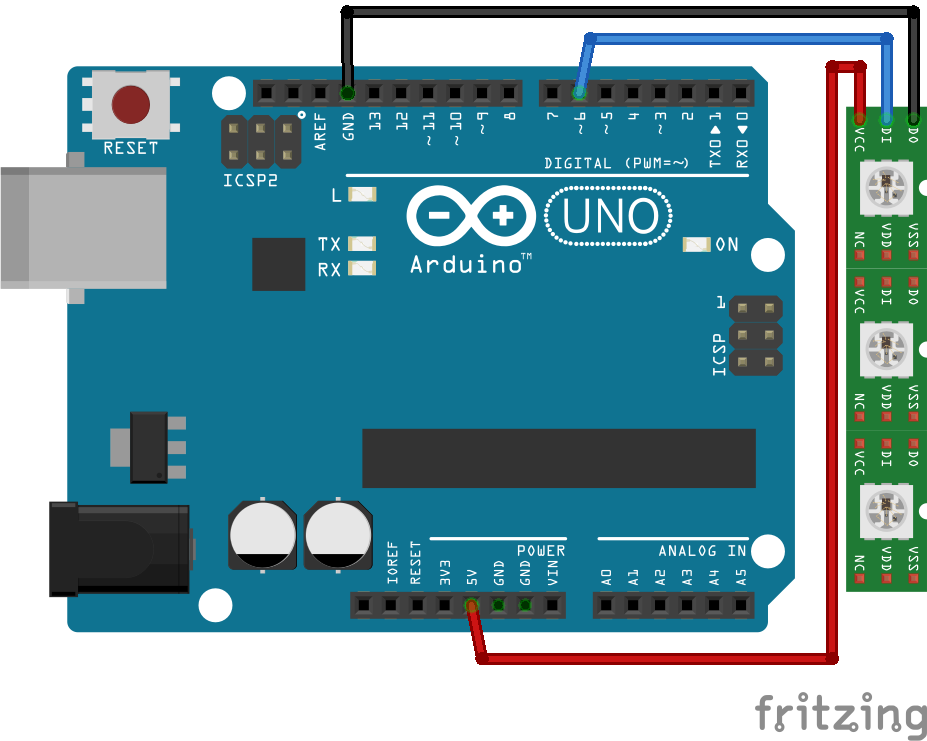 RESET
ICSP2
AREF
GND
13
12
~11
~10
~9
8
7
~6
~5
4
~3
2
TX0 ▶ 1
RX0 ◀ 0
DIGITAL (PWM=~)
L
TX
RX
Arduino™
UNO
ON
1
ICSP
IOREF
RESET
3V3
5V
GND
GND
VIN
POWER
A0
A1
A2
A3
A4
A5
ANALOG IN
VCC DI DO
NC VDD VSS
VCC DI DO
NC VDD VSS
VCC DI DO
NC VDD VSS
fritzing